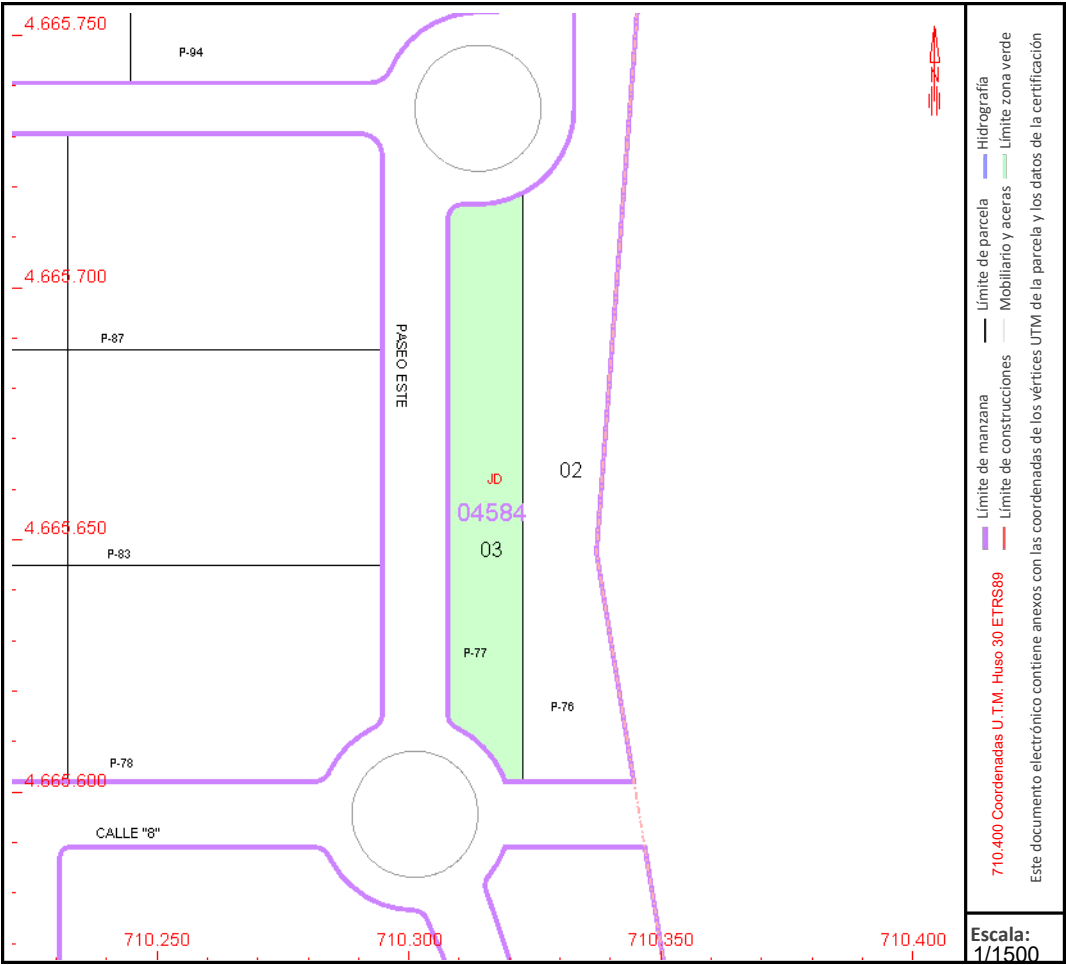 4.665.750
P-94
4.665.700
P-87
PASEO ESTE
02
JD
04584
4.665.650
03
P-83
P-77
P-76
P-78
4.665.600
CALLE "8"
710.250
710.300
710.350
710.400
N
Límite de manzana
Límite de parcela
Hidrografía
Límite de construcciones
Mobiliario y aceras
Límite zona verde
710.400 Coordenadas U.T.M. Huso 30 ETRS89
Este documento electrónico contiene anexos con las coordenadas de los vértices UTM de la parcela y los datos de la certificación
Escala:
1/1500